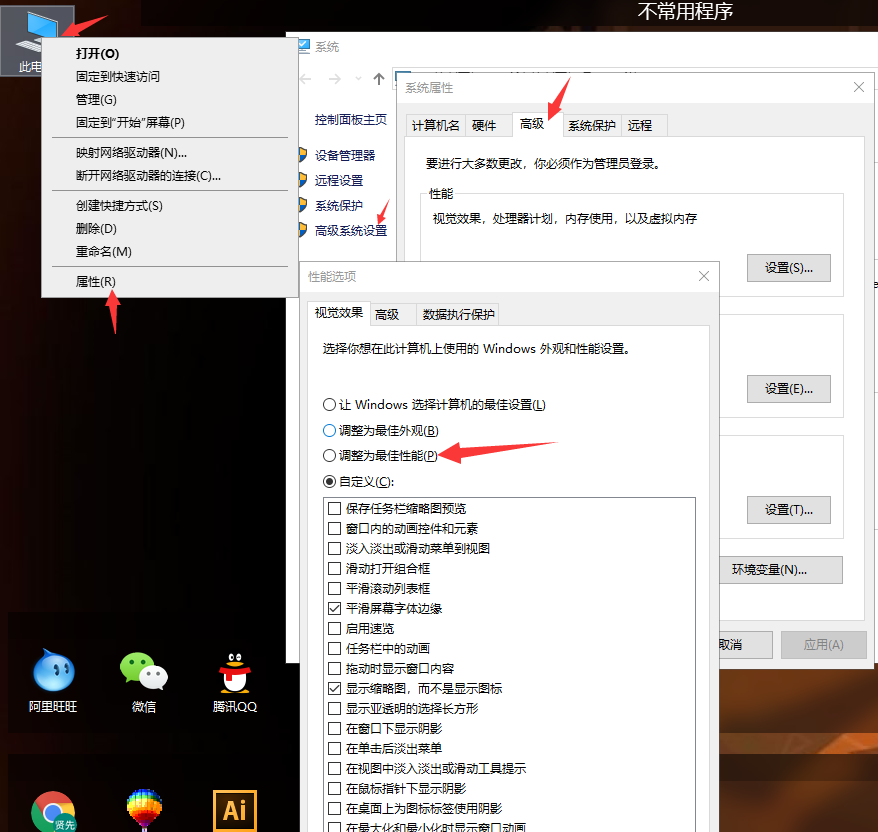 不常用程序
此电
打开(O)
固定到快速访问
管理(G)
固定到"开始"屏幕(P)
映射网络驱动器(N)...
断开网络驱动器的连接(C)...
创建快捷方式(S)
删除(D)
重命名(M)
属性(R)
系统
控制面板主页
设备管理器
远程设置
系统保护
高级系统设置
系统属性
计算机名
硬件
高级
系统保护
远程
要进行大多数更改，你必须作为管理员登录。
性能
视觉效果，处理器计划，内存使用，以及虚拟内存
设置(S)...
设置(E)...
设置(T)...
环境变量(N)...
取消
应用(A)
性能选项
视觉效果
高级
数据执行保护
选择你想在此计算机上使用的 Windows 外观和性能设置。
让 Windows 选择计算机的最佳设置(L)
调整为最佳外观(B)
调整为最佳性能(P)
自定义(C):
保存任务栏缩略图预览
窗口内的动画控件和元素
淡入淡出或滑动菜单到视图
滑动打开组合框
平滑滚动列表框
平滑屏幕字体边缘
启用速览
任务栏中的动画
拖动时显示窗口内容
显示缩略图，而不是显示图标
显示亚透明的选择长方形
在窗口下显示阴影
在单击后淡出菜单
在视图中淡入淡出或滑动工具提示
在鼠标指针下显示阴影
在桌面上为图标标签使用阴影
在最大化和最小化时显示窗口动画
阿里旺旺
微信
腾讯QQ
贤先
Ai